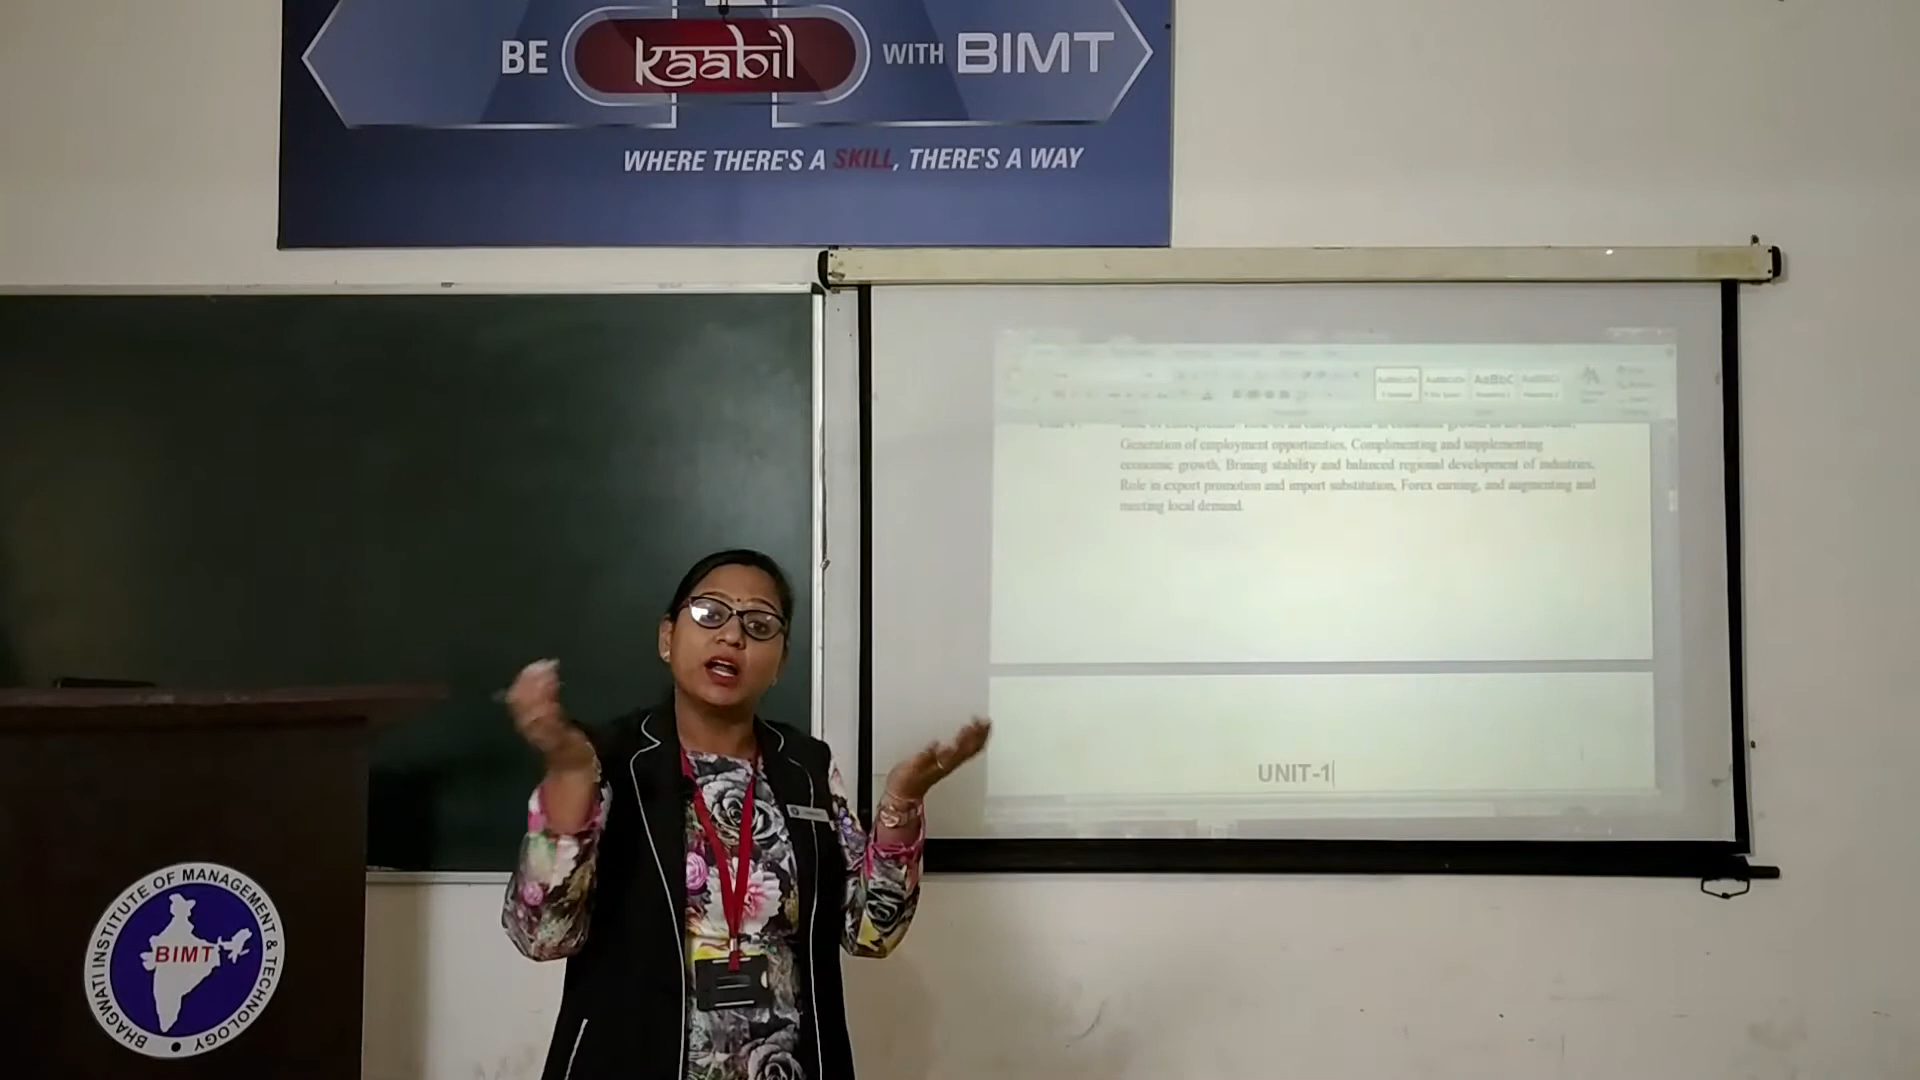 BE kaabil WITH BIMT
WHERE THERE'S A SKILL, THERE'S A WAY
Generation of employment opportunities, Complimenting and supplementing
economic growth, Brining stability and balanced regional development of industries.
Role in export promotion and import substitution, Forex earning, and augmenting and
meeting local demand.
UNIT-1
BHAGWATI INSTITUTE OF MANAGEMENT & TECHNOLOGY
BIMT